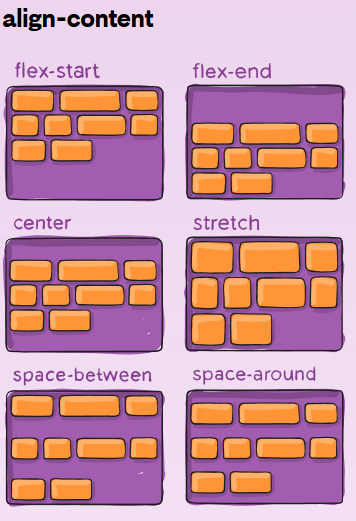 align-content
flex-start
flex-end
center
stretch
space-between
space-around